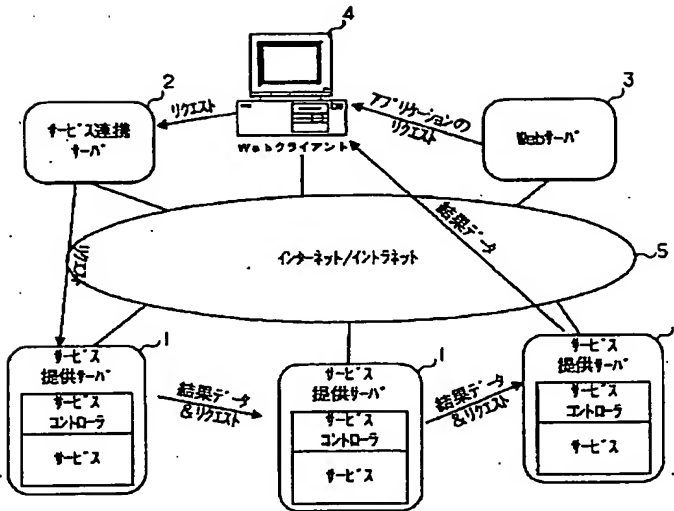 4
2
リクエスト
サービス連携
サーバ
アプリケーションの
リクエスト
3
Webサーバ
Webクライアント
結果データ
リクエスト
インターネット/イントラネット
5
1
サービス
提供サーバ
サービス
コントローラ
サービス
結果データ
&リクエスト
1
サービス
提供サーバ
サービス
コントローラ
サービス
結果データ
&リクエスト
サービス
提供サーバ
サービス
コントローラ
サービス